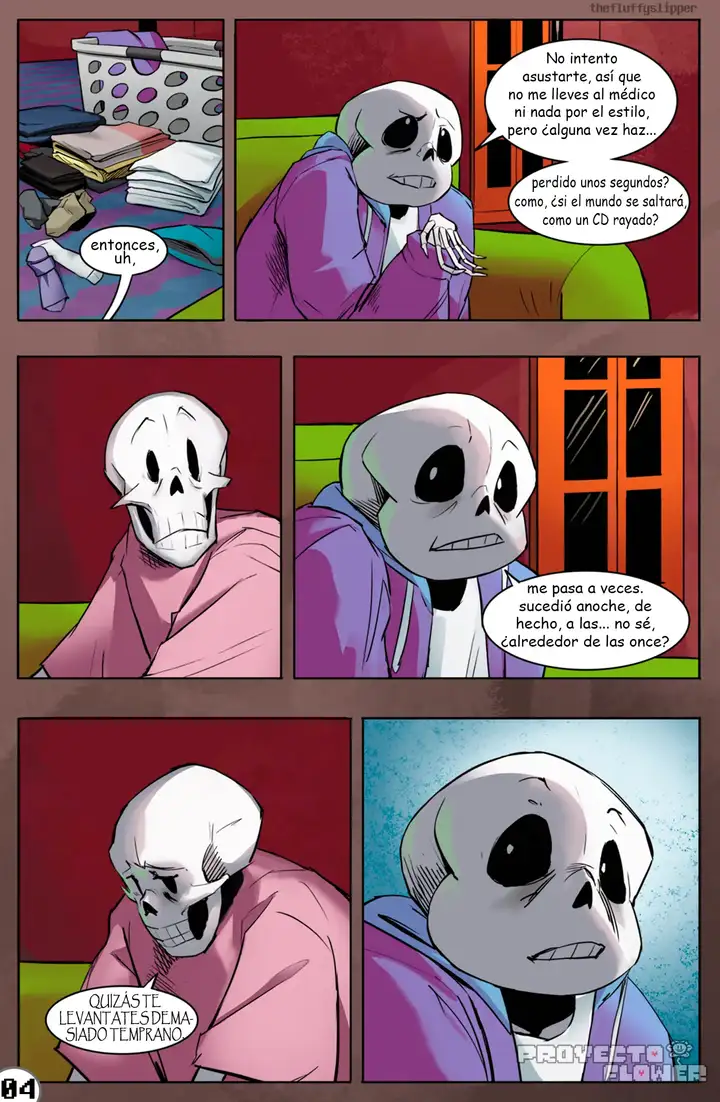 thefluffyslipper
entonces,
uh,
No intento
asustarte, así que
no me lleves al médico
ni nada por el estilo,
pero ¿alguna vez haz...
perdido unos segundos?
como, ¿si el mundo se saltará,
como un CD rayado?
me pasa a veces.
sucedió anoche, de
hecho, a las... no sé,
¿alrededor de las once?
QUIZÁS TE
LEVANTATES DEMA-
SIADO TEMPRANO.
PROYECTO
FLOWER
04